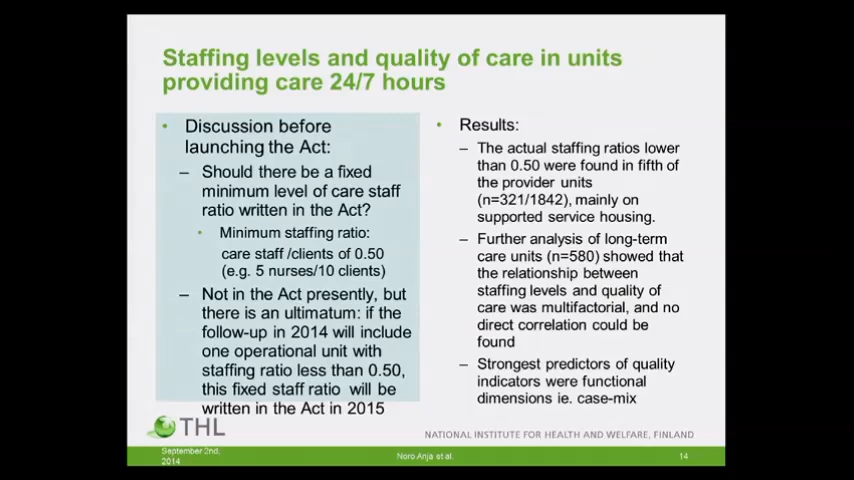 Staffing levels and quality of care in units
providing care 24/7 hours
• Discussion before
launching the Act:
– Should there be a fixed
minimum level of care staff
ratio written in the Act?
• Minimum staffing ratio:
care staff /clients of 0.50
(e.g. 5 nurses/10 clients)
– Not in the Act presently, but
there is an ultimatum: if the
follow-up in 2014 will include
one operational unit with
staffing ratio less than 0.50,
this fixed staff ratio will be
written in the Act in 2015
• Results:
– The actual staffing ratios lower
than 0.50 were found in fifth of
the provider units
(n=321/1842), mainly on
supported service housing.
– Further analysis of long-term
care units (n=580) showed that
the relationship between
staffing levels and quality of
care was multifactorial, and no
direct correlation could be
found
– Strongest predictors of quality
indicators were functional
dimensions ie. case-mix
THL
NATIONAL INSTITUTE FOR HEALTH AND WELFARE, FINLAND
September 2nd,
2014
Noro Anja et al.
14